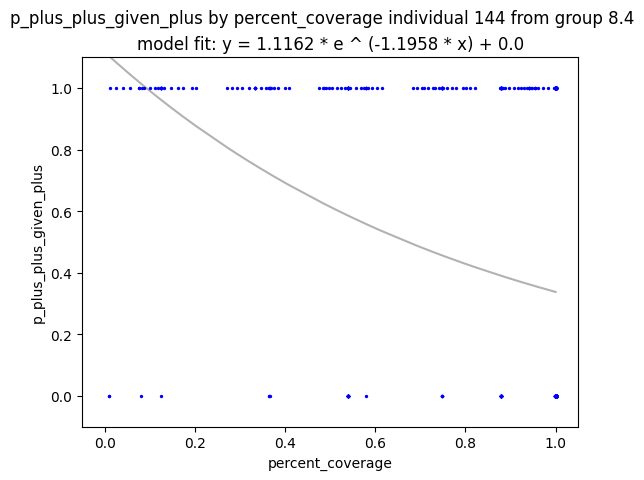 p_plus_plus_given_plus by percent_coverage individual 144 from group 8.4
model fit: y = 1.1162 * e ^ (-1.1958 * x) + 0.0
p_plus_plus_given_plus
1.0
0.8
0.6
0.4
0.2
0.0
0.0 0.2 0.4 0.6 0.8 1.0
percent_coverage